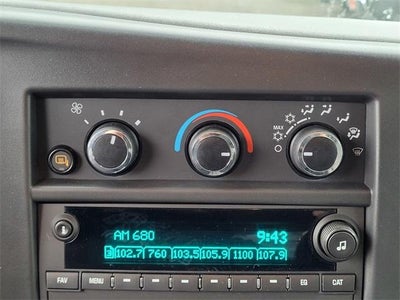 MAX
AM 680 9:43
3 102.7 760 103.5 105.9 1100 107.9
FAV MENU EQ CAT